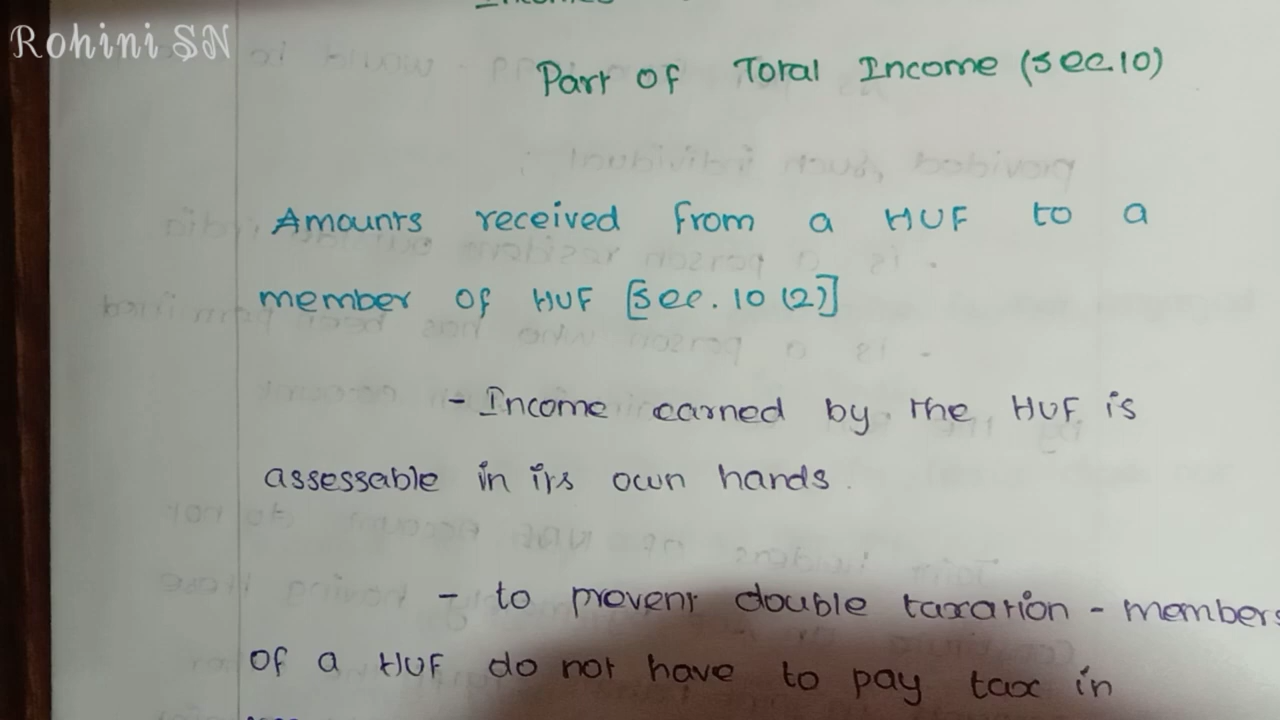 Rohini SN
Part of Total Income (Sec.10)
Amounts received from a HUF to a
member of HUF [Sec. 10 (2)]
- Income earned by the HUF is
assessable in its own hands.
- to prevent double taxation - members
of a HUF do not have to pay tax in